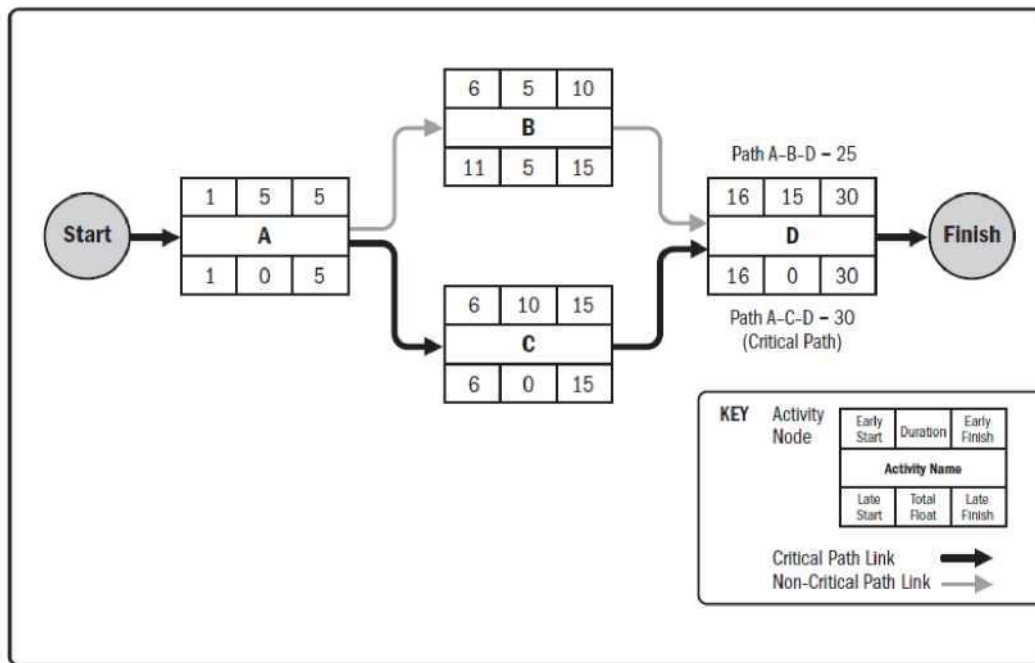 6 5 10
B
11 5 15
Path A-B-D – 25
Start
1 5 5
A
1 0 5
16 15 30
D
16 0 30
Finish
6 10 15
C
6 0 15
Path A-C-D – 30
(Critical Path)
KEY Activity
Node
Early
Start
Duration
Early
Finish
Activity Name
Late
Start
Total
Float
Late
Finish
Critical Path Link
Non-Critical Path Link